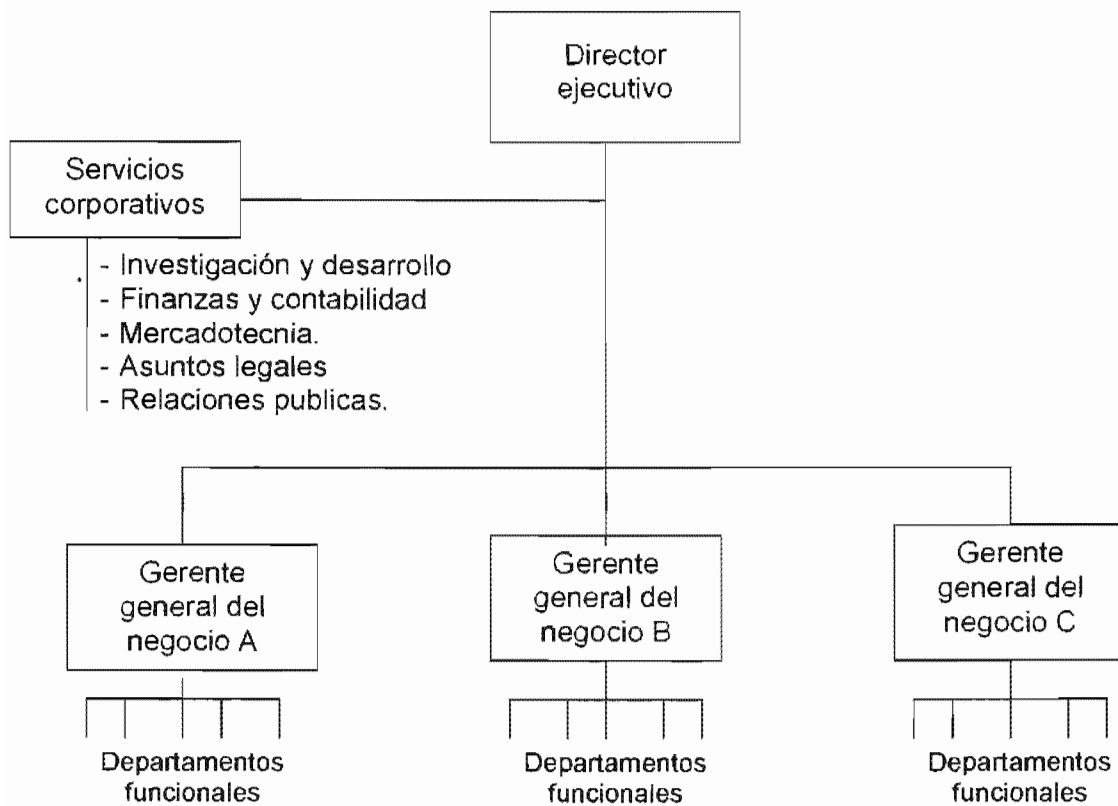 Director
ejecutivo
Servicios
corporativos
- Investigación y desarrollo
- Finanzas y contabilidad
- Mercadotecnia.
- Asuntos legales
- Relaciones publicas.
Gerente
general del
negocio A
Gerente
general del
negocio B
Gerente
general del
negocio C
Departamentos
funcionales
Departamentos
funcionales
Departamentos
funcionales